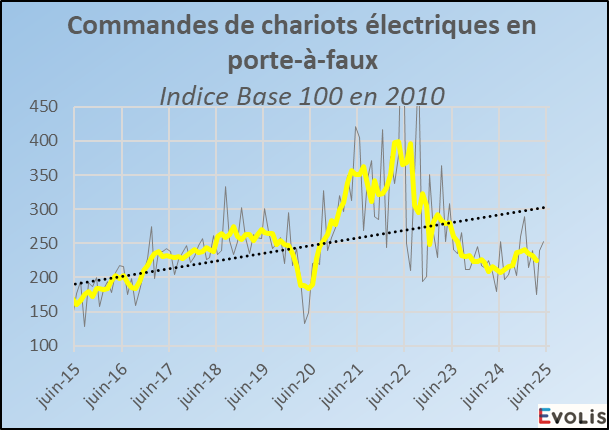 Commandes de chariots électriques en
porte-à-faux
Indice Base 100 en 2010
450
400
350
300
250
200
150
100
juin-15
juin-16
juin-17
juin-18
juin-19
juin-20
juin-21
juin-22
juin-23
juin-24
juin-25
EVOLIS